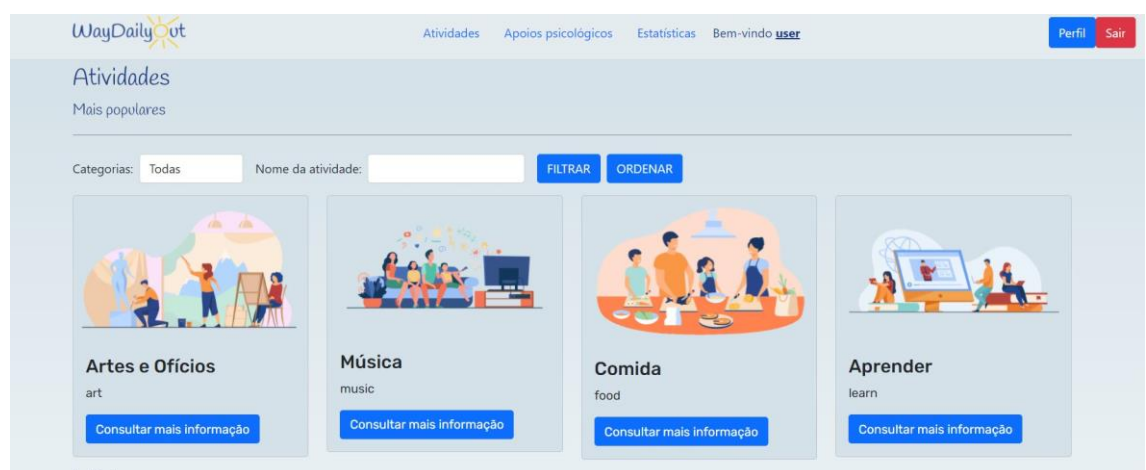 WayDailyOut
Atividades Apoios psicológicos Estatísticas Bem-vindo user
Perfil Sair
Atividades
Mais populares
Categorias: Todas Nome da atividade: FILTRAR ORDENAR
Artes e Ofícios
art
Consultar mais informação
Música
music
Consultar mais informação
Comida
food
Consultar mais informação
Aprender
learn
Consultar mais informação